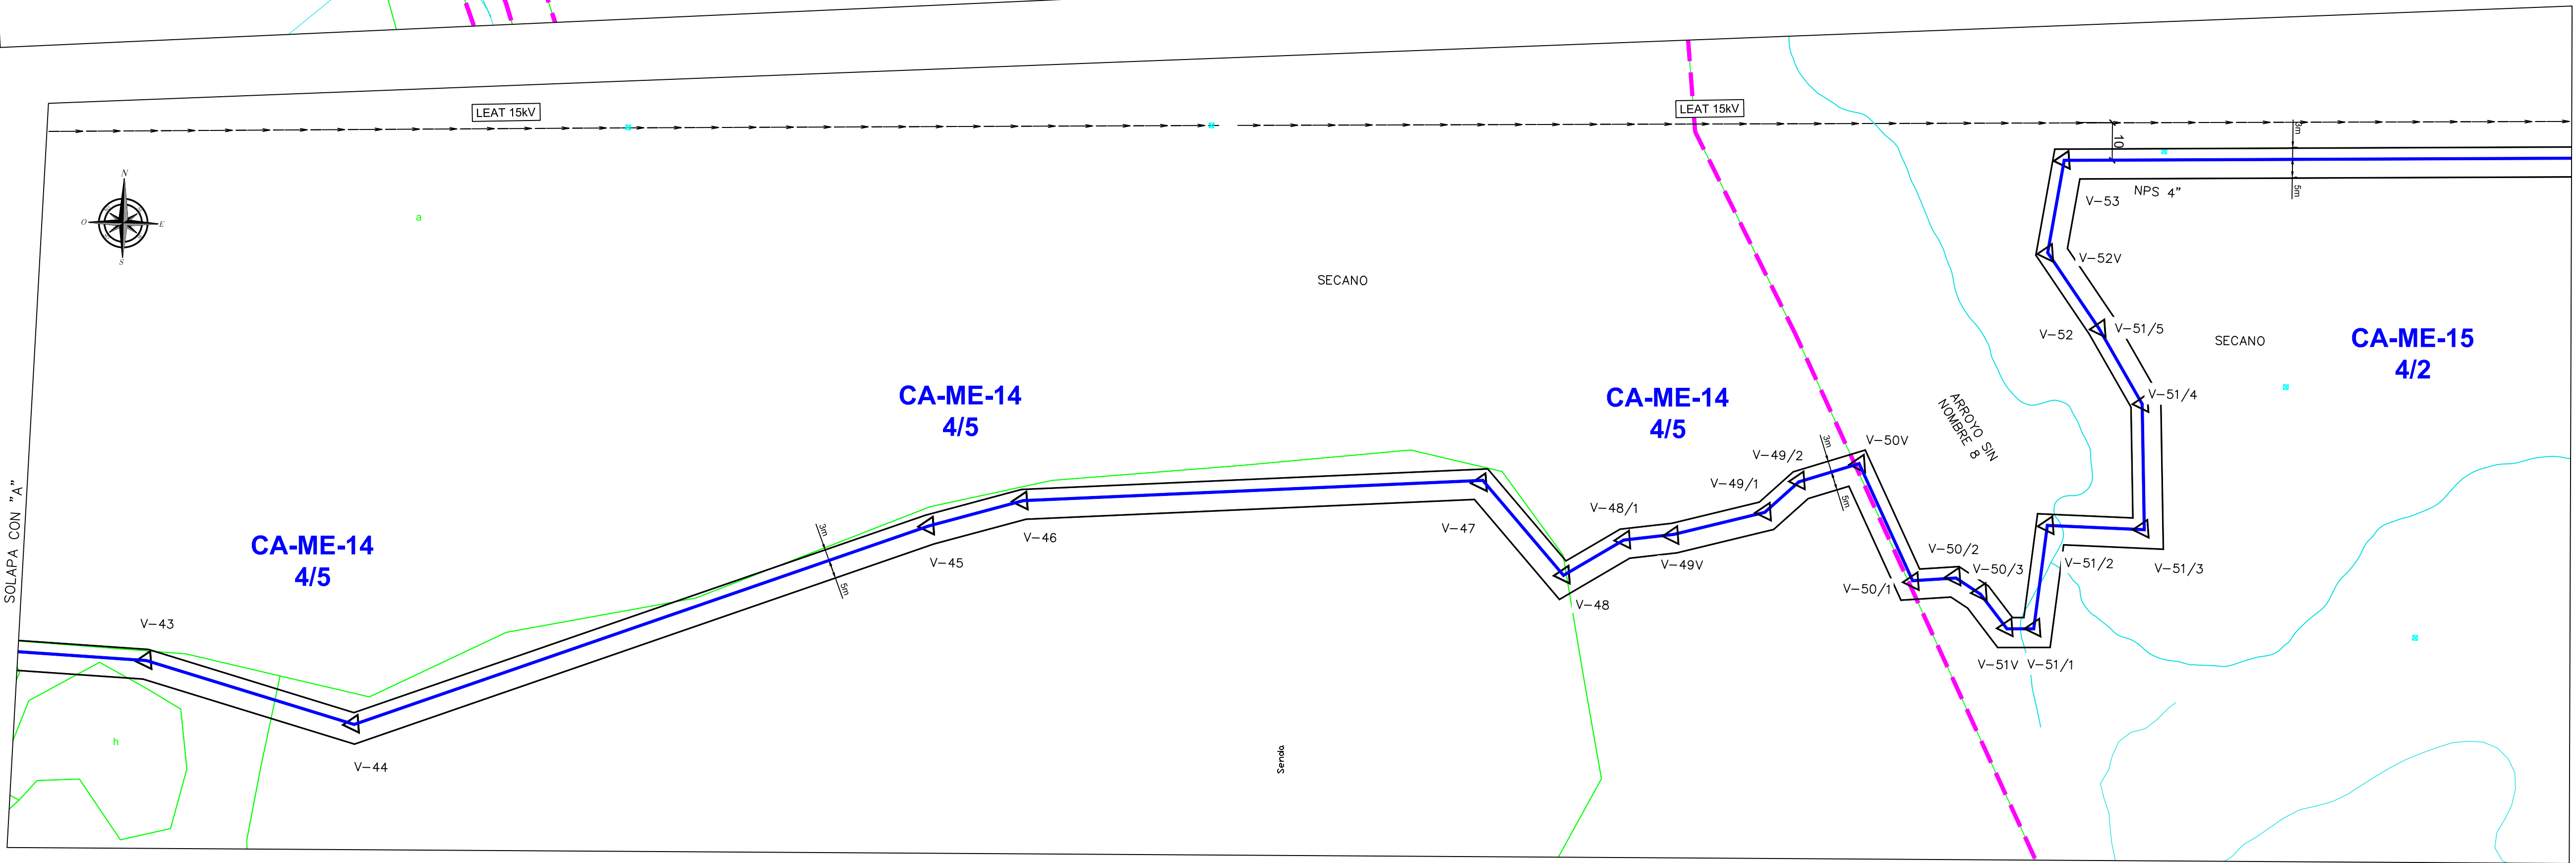 LEAT 15kV
LEAT 15kV
N
O
E
S
a
10
3m
5m
NPS 4”
V-53
V-52V
V-52
V-51/5
SECANO
SECANO
CA-ME-15
4/2
V-51/4
CA-ME-14
4/5
CA-ME-14
4/5
ARROYO SIN
NOMBRE 8
3m
5m
V-50V
V-49/2
V-49/1
V-48/1
V-47
V-46
V-45
3m
5m
CA-ME-14
4/5
SOLAPA CON "A"
V-49V
V-48
V-50/1
V-50/2
V-50/3
V-51/2
V-51/3
V-51V
V-51/1
V-43
V-44
h
Senda